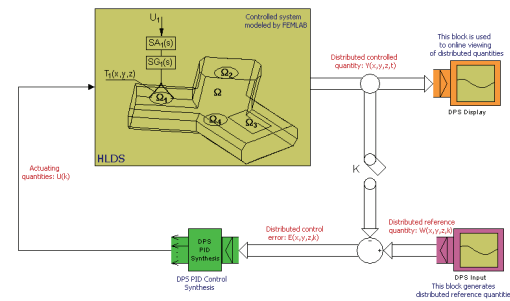 U1
SA1(s)
SG1(s)
T1(x,y,z)
Ω1
Ω2
Ω
Ω4
Ω3
Controlled system
modeled by FEMLAB
HLDS
Distributed controlled
quantity: Y(x,y,z,t)
This block is used
to online viewing
of distributed quantities
DPS Display
K
Actuating
quantities: U(k)
DPS
PID
Synthesis
DPS PID Control
Synthesis
Distributed control
error: E(x,y,z,k)
-
+
Distributed reference
quantity: W(x,y,z,k)
DPS Input
This block generates
distributed reference quantitie